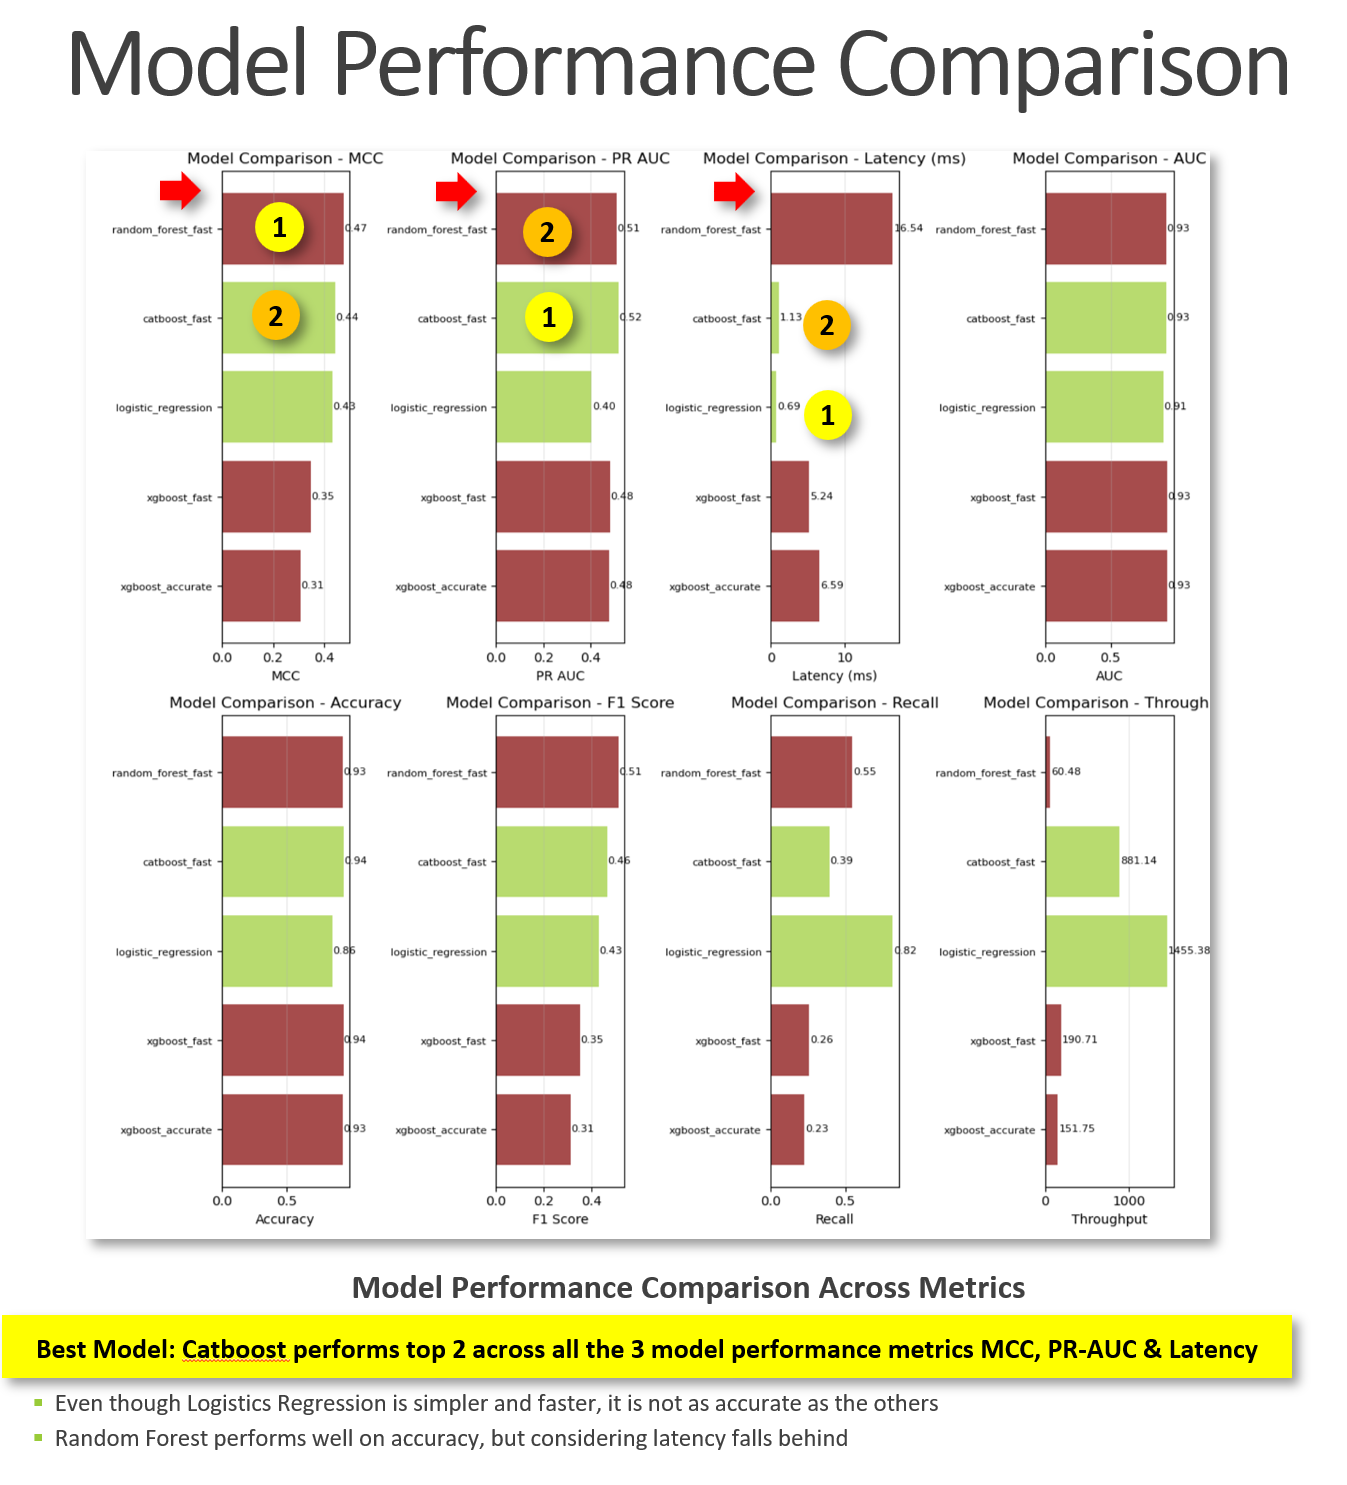 Model Performance Comparison
Model Comparison - MCC
1
2
random_forest_fast
catboost_fast
logistic_regression
xgboost_fast
xgboost_accurate
0.47
0.44
0.43
0.35
0.31
0.0 0.2 0.4
MCC
Model Comparison - PR AUC
2
1
random_forest_fast
catboost_fast
logistic_regression
xgboost_fast
xgboost_accurate
0.51
0.52
0.40
0.48
0.48
0.0 0.2 0.4
PR AUC
Model Comparison - Latency (ms)
random_forest_fast
catboost_fast
logistic_regression
xgboost_fast
xgboost_accurate
16.54
1.13
2
0.69
1
5.24
6.59
0 10
Latency (ms)
Model Comparison - AUC
random_forest_fast
catboost_fast
logistic_regression
xgboost_fast
xgboost_accurate
0.93
0.93
0.91
0.93
0.93
0.0 0.5
AUC
Model Comparison - Accuracy
random_forest_fast
catboost_fast
logistic_regression
xgboost_fast
xgboost_accurate
0.93
0.94
0.86
0.94
0.93
0.0 0.5
Accuracy
Model Comparison - F1 Score
random_forest_fast
catboost_fast
logistic_regression
xgboost_fast
xgboost_accurate
0.51
0.46
0.43
0.35
0.31
0.0 0.2 0.4
F1 Score
Model Comparison - Recall
random_forest_fast
catboost_fast
logistic_regression
xgboost_fast
xgboost_accurate
0.55
0.39
0.82
0.26
0.23
0.0 0.5
Recall
Model Comparison - Through
random_forest_fast
catboost_fast
logistic_regression
xgboost_fast
xgboost_accurate
60.48
881.14
1455.38
190.71
151.75
0 1000
Throughput
Model Performance Comparison Across Metrics
Best Model: Catboost performs top 2 across all the 3 model performance metrics MCC, PR-AUC & Latency
Even though Logistics Regression is simpler and faster, it is not as accurate as the others
Random Forest performs well on accuracy, but considering latency falls behind